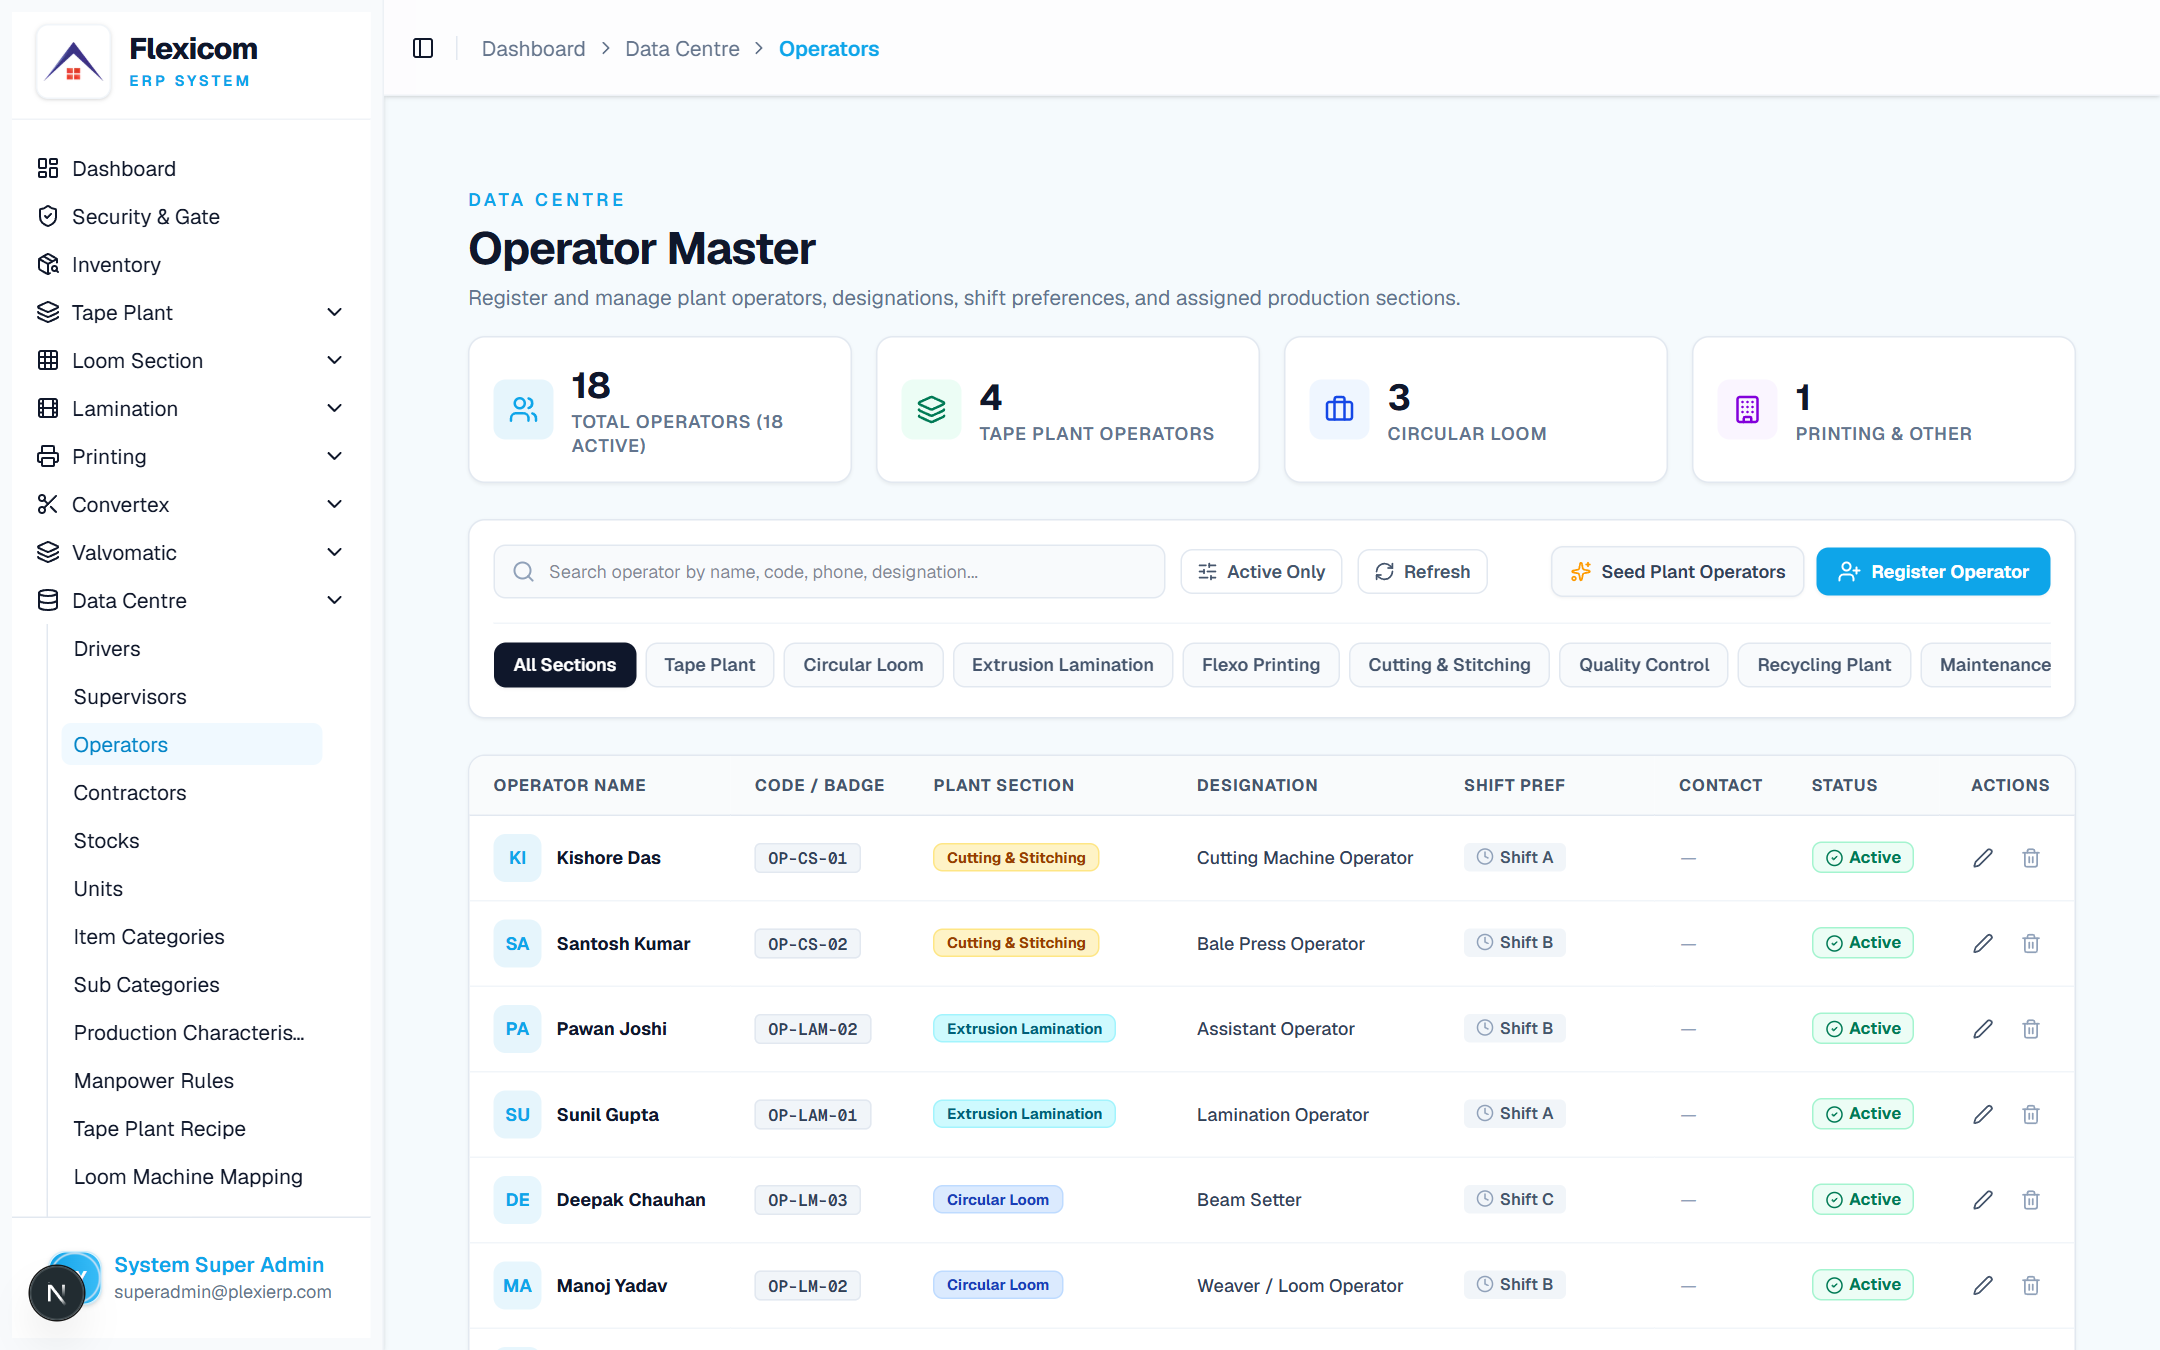 Flexicom
ERP SYSTEM
Dashboard
Security & Gate
Inventory
Tape Plant
Loom Section
Lamination
Printing
Convertex
Valvomatic
Data Centre
Drivers
Supervisors
Operators
Contractors
Stocks
Units
Item Categories
Sub Categories
Production Characteris...
Manpower Rules
Tape Plant Recipe
Loom Machine Mapping
N
System Super Admin
superadmin@plexierp.com
Dashboard > Data Centre > Operators
DATA CENTRE
Operator Master
Register and manage plant operators, designations, shift preferences, and assigned production sections.
18
TOTAL OPERATORS (18
ACTIVE)
4
TAPE PLANT OPERATORS
3
CIRCULAR LOOM
1
PRINTING & OTHER
Search operator by name, code, phone, designation... Active Only Refresh Seed Plant Operators Register Operator
All Sections Tape Plant Circular Loom Extrusion Lamination Flexo Printing Cutting & Stitching Quality Control Recycling Plant Maintenance
OPERATOR NAME CODE / BADGE PLANT SECTION DESIGNATION SHIFT PREF CONTACT STATUS ACTIONS
KI Kishore Das OP-CS-01 Cutting & Stitching Cutting Machine Operator Shift A — Active
SA Santosh Kumar OP-CS-02 Cutting & Stitching Bale Press Operator Shift B — Active
PA Pawan Joshi OP-LAM-02 Extrusion Lamination Assistant Operator Shift B — Active
SU Sunil Gupta OP-LAM-01 Extrusion Lamination Lamination Operator Shift A — Active
DE Deepak Chauhan OP-LM-03 Circular Loom Beam Setter Shift C — Active
MA Manoj Yadav OP-LM-02 Circular Loom Weaver / Loom Operator Shift B — Active